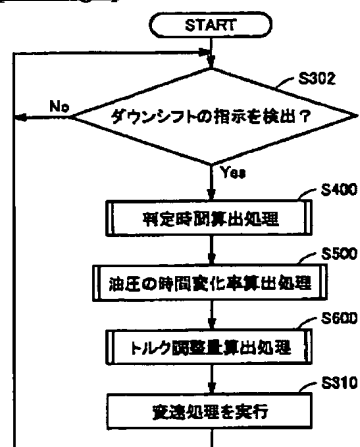 START
S302
ダウンシフトの指示を検出?
No
Yes
S400
判定時間算出処理
S500
油圧の時間変化率算出処理
S600
トルク調整量算出処理
S310
変速処理を実行